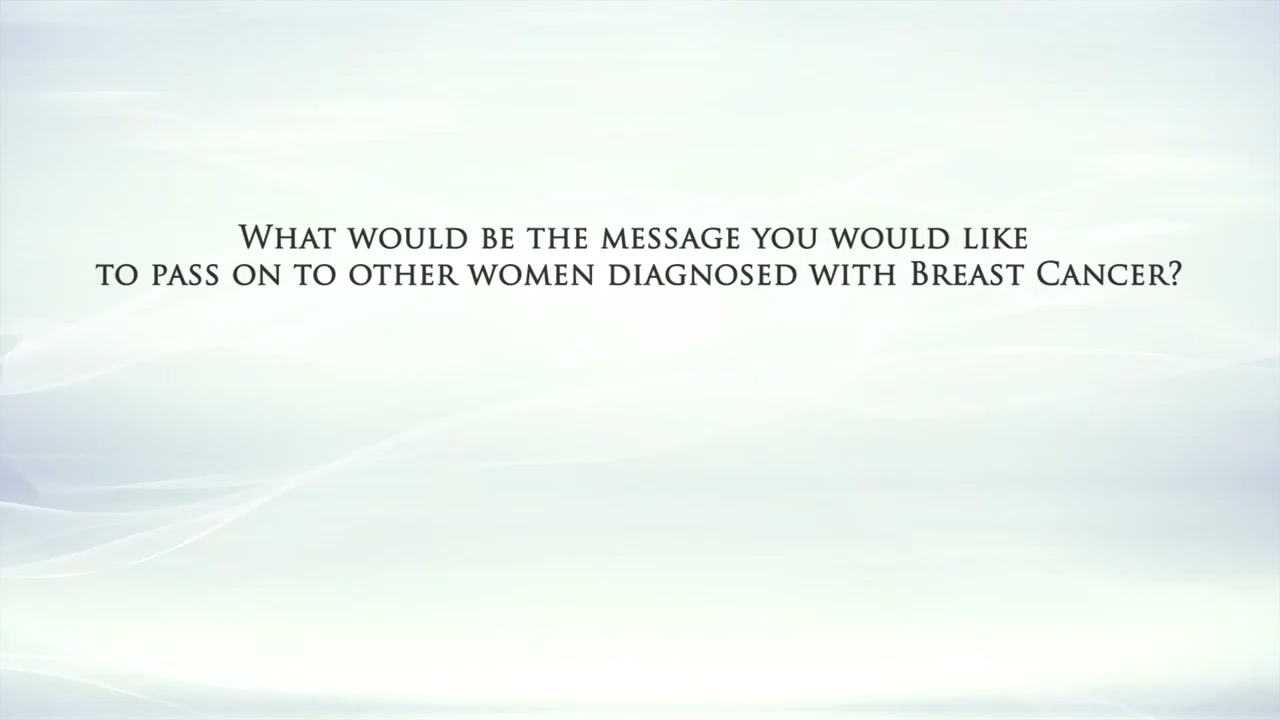 What would be the message you would like
to pass on to other women diagnosed with Breast Cancer?